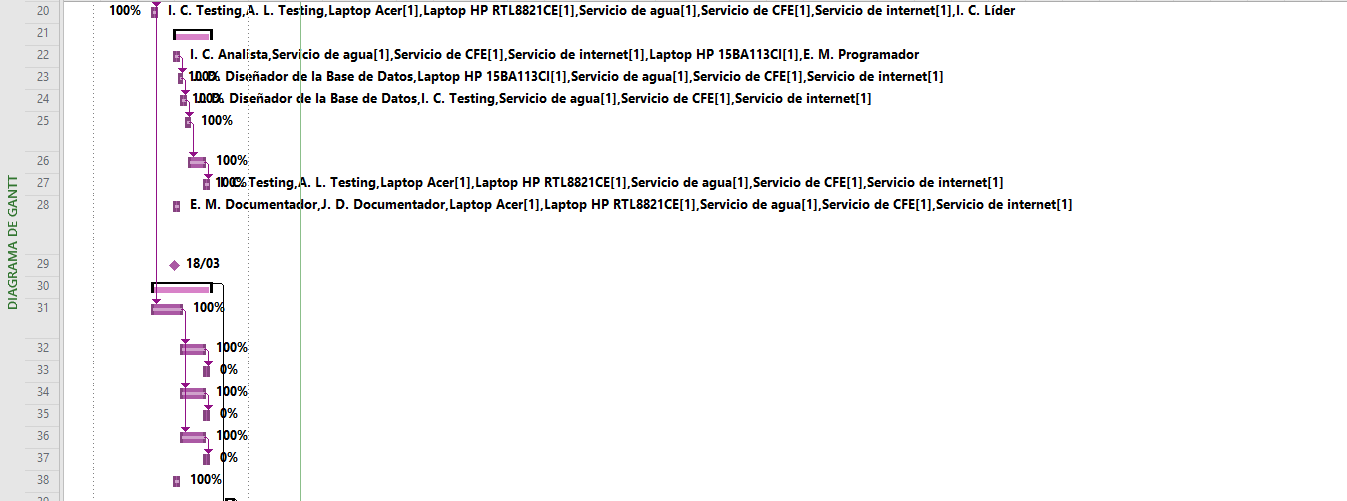 DIAGRAMA DE GANTT
20 100% I. C. Testing,A. L. Testing,Laptop Acer[1],Laptop HP RTL8821CE[1],Servicio de agua[1],Servicio de CFE[1],Servicio de internet[1],I. C. Líder
21
22 I. C. Analista,Servicio de agua[1],Servicio de CFE[1],Servicio de internet[1],Laptop HP 15BA113CI[1],E. M. Programador
23 100% Diseñador de la Base de Datos,Laptop HP 15BA113CI[1],Servicio de agua[1],Servicio de CFE[1],Servicio de internet[1]
24 100% Diseñador de la Base de Datos,I. C. Testing,Servicio de agua[1],Servicio de CFE[1],Servicio de internet[1]
25 100%
26 100%
27 100% I. C. Testing,A. L. Testing,Laptop Acer[1],Laptop HP RTL8821CE[1],Servicio de agua[1],Servicio de CFE[1],Servicio de internet[1]
28 E. M. Documentador,J. D. Documentador,Laptop Acer[1],Laptop HP RTL8821CE[1],Servicio de agua[1],Servicio de CFE[1],Servicio de internet[1]
29 18/03
30
31 100%
32 100%
33 0%
34 100%
35 0%
36 100%
37 0%
38 100%